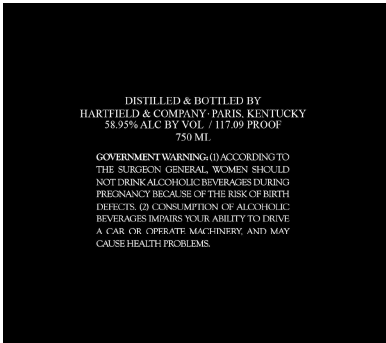 DISTILLED & BOTTLED BY
HARTFIELD & COMPANY · PARIS, KENTUCKY
58.95% ALC BY VOL / 117.09 PROOF
750 ML
GOVERNMENT WARNING: (1) ACCORDING TO
THE SURGEON GENERAL, WOMEN SHOULD
NOT DRINK ALCOHOLIC BEVERAGES DURING
PREGNANCY BECAUSE OF THE RISK OF BIRTH
DEFECTS. (2) CONSUMPTION OF ALCOHOLIC
BEVERAGES IMPAIRS YOUR ABILITY TO DRIVE
A CAR OR OPERATE MACHINERY, AND MAY
CAUSE HEALTH PROBLEMS.